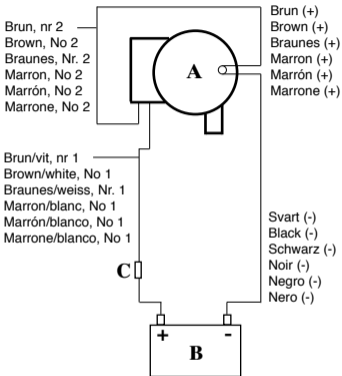 Brun, nr 2
Brown, No 2
Braunes, Nr. 2
Marron, No 2
Marrón, No 2
Marrone, No 2
Brun (+)
Brown (+)
Braunes (+)
Marron (+)
Marrón (+)
Marrone (+)
A
Brun/vit, nr 1
Brown/white, No 1
Braunes/weiss, Nr. 1
Marron/blanc, No 1
Marrón/blanco, No 1
Marrone/blanco, No 1
Svart (-)
Black (-)
Schwarz (-)
Noir (-)
Negro (-)
Nero (-)
C
+ -
B